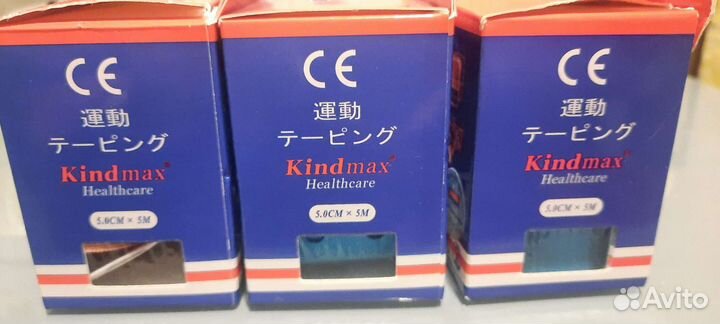 CE
運動
テーピング
Kindmax
Healthcare
5.0CM × 5M
CE
運動
テーピング
Kindmax
Healthcare
5.0CM × 5M
CE
運動
テーピング
Kindmax
Healthcare
5.0CM × 5M
Avito